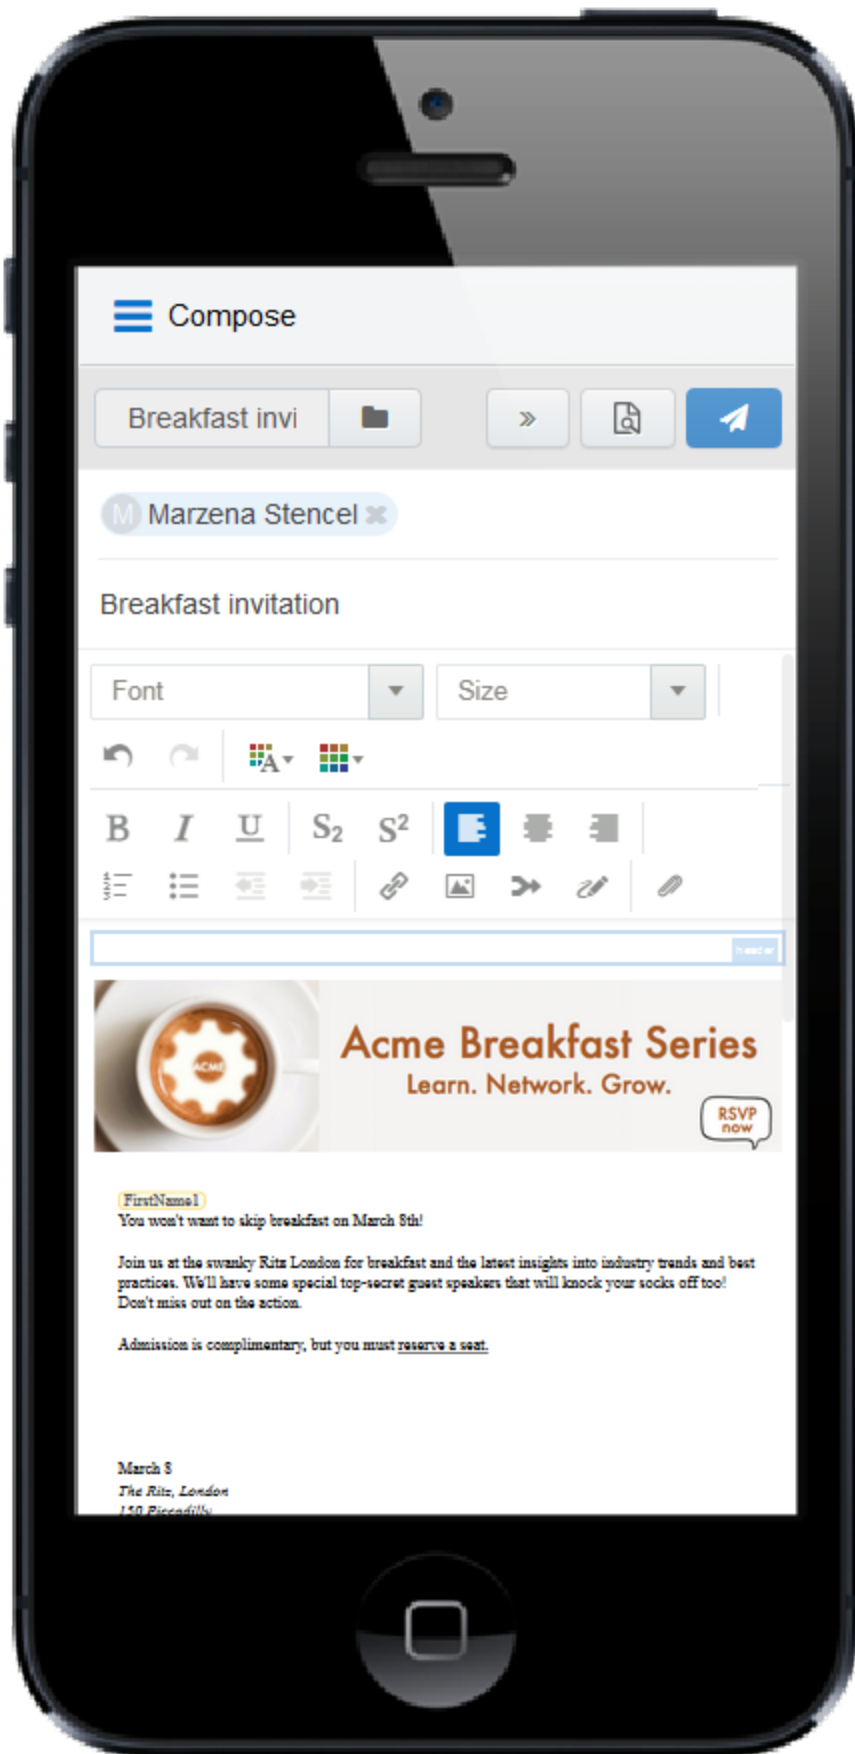 Compose
Breakfast invi
M Marzena Stencel
Breakfast invitation
Font Size
A
B I U S2 S²
header
ACME
Acme Breakfast Series
Learn. Network. Grow.
RSVP
now
FirstName1
You won't want to skip breakfast on March 8th!
Join us at the swanky Ritz London for breakfast and the latest insights into industry trends and best
practices. We'll have some special top-secret guest speakers that will knock your socks off too!
Don't miss out on the action.
Admission is complimentary, but you must reserve a seat.
March 8
The Ritz, London
150 Piccadilly